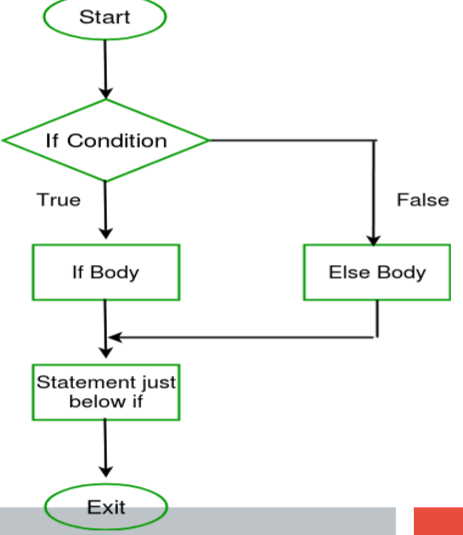 Start
If Condition
True
False
If Body
Else Body
Statement just
below if
Exit